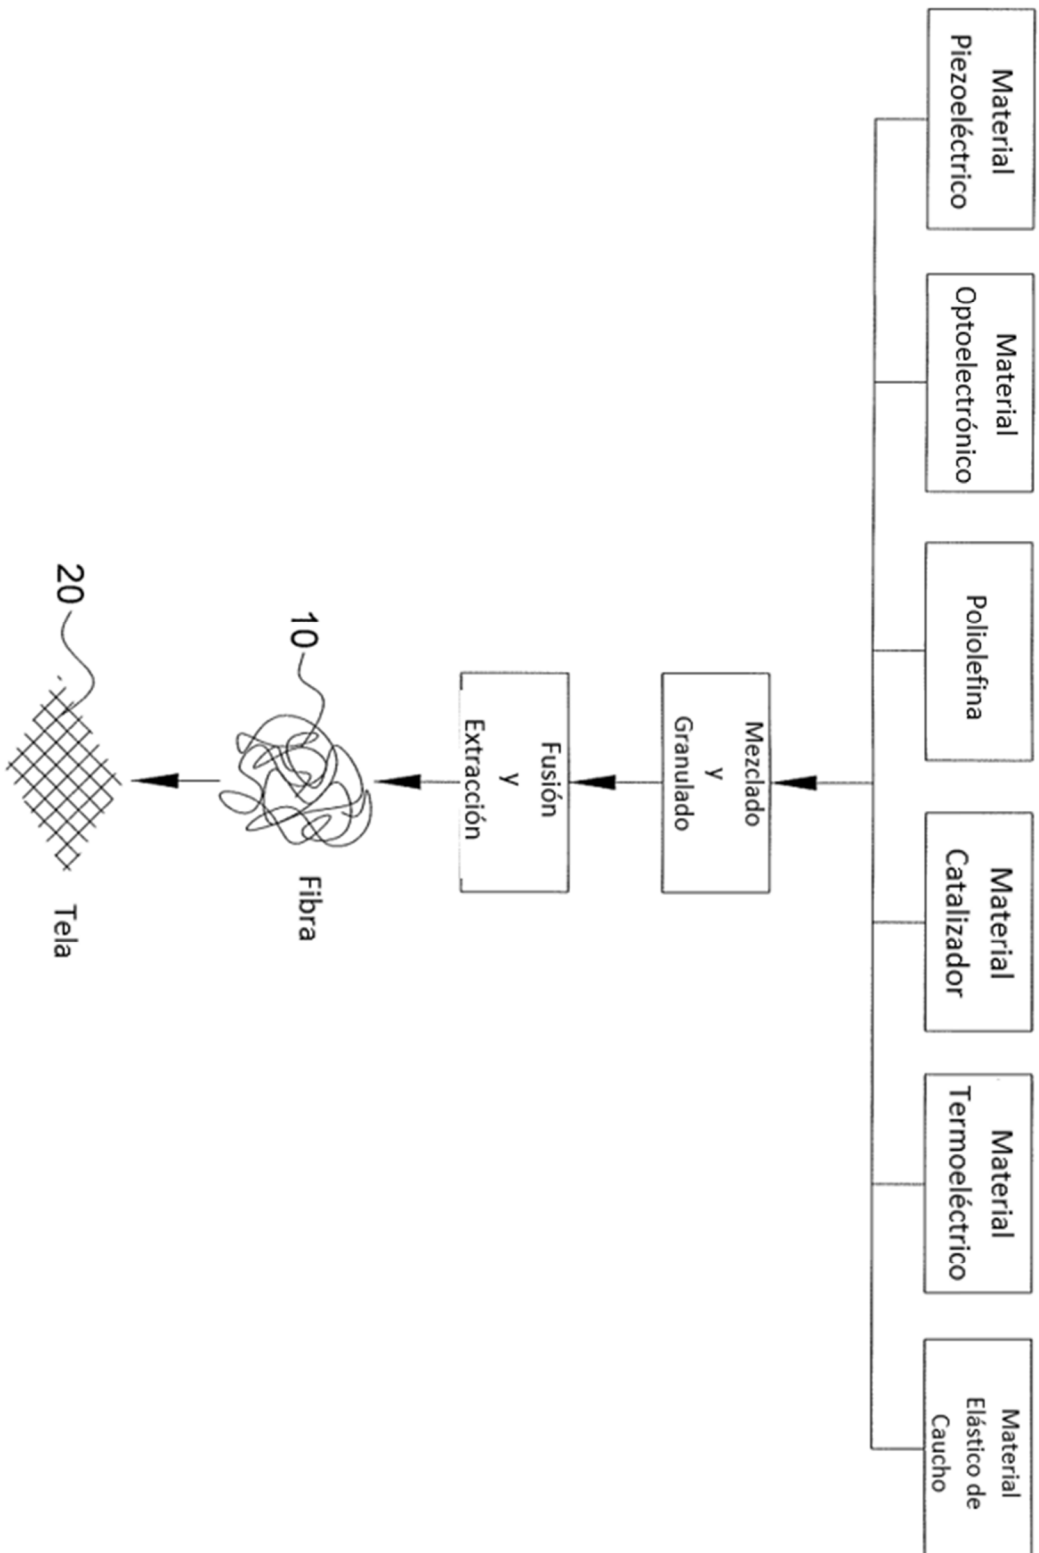 Material
Piezoeléctrico
Material
Optoelectrónico
Poliolefina
Material
Catalizador
Material
Termoeléctrico
Material
Elástico de
Caucho
Mezclado
y
Granulado
Fusión
y
Extracción
10
Fibra
20
Tela